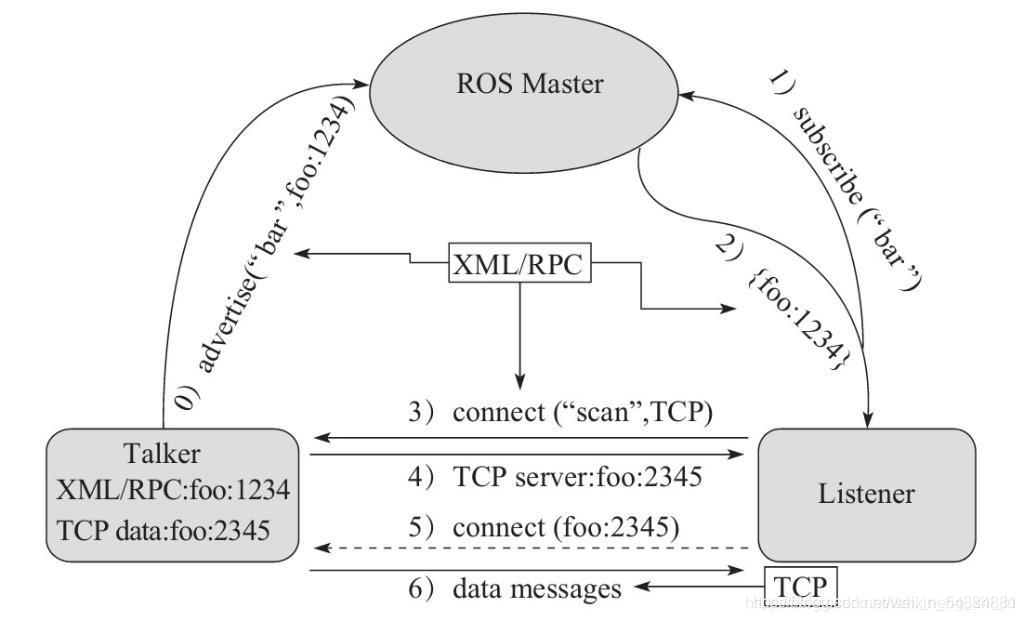 ROS Master
1）subscribe (“bar”)
0）advertise(“bar”,foo:1234)
2）{foo:1234}
XML/RPC
3）connect (“scan”,TCP)
Talker
XML/RPC:foo:1234
TCP data:foo:2345
4）TCP server:foo:2345
Listener
5）connect (foo:2345)
6）data messages
TCP